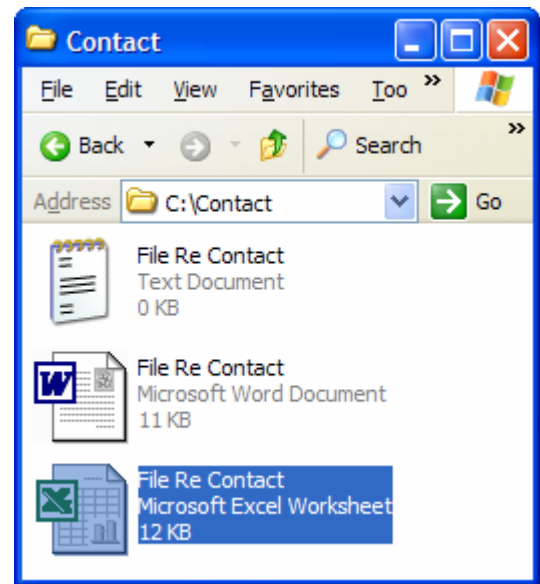 Contact
File Edit View Favorites Too »
Back Search »
Address C:\Contact Go
File Re Contact
Text Document
0 KB
W
File Re Contact
Microsoft Word Document
11 KB
X
File Re Contact
Microsoft Excel Worksheet
12 KB